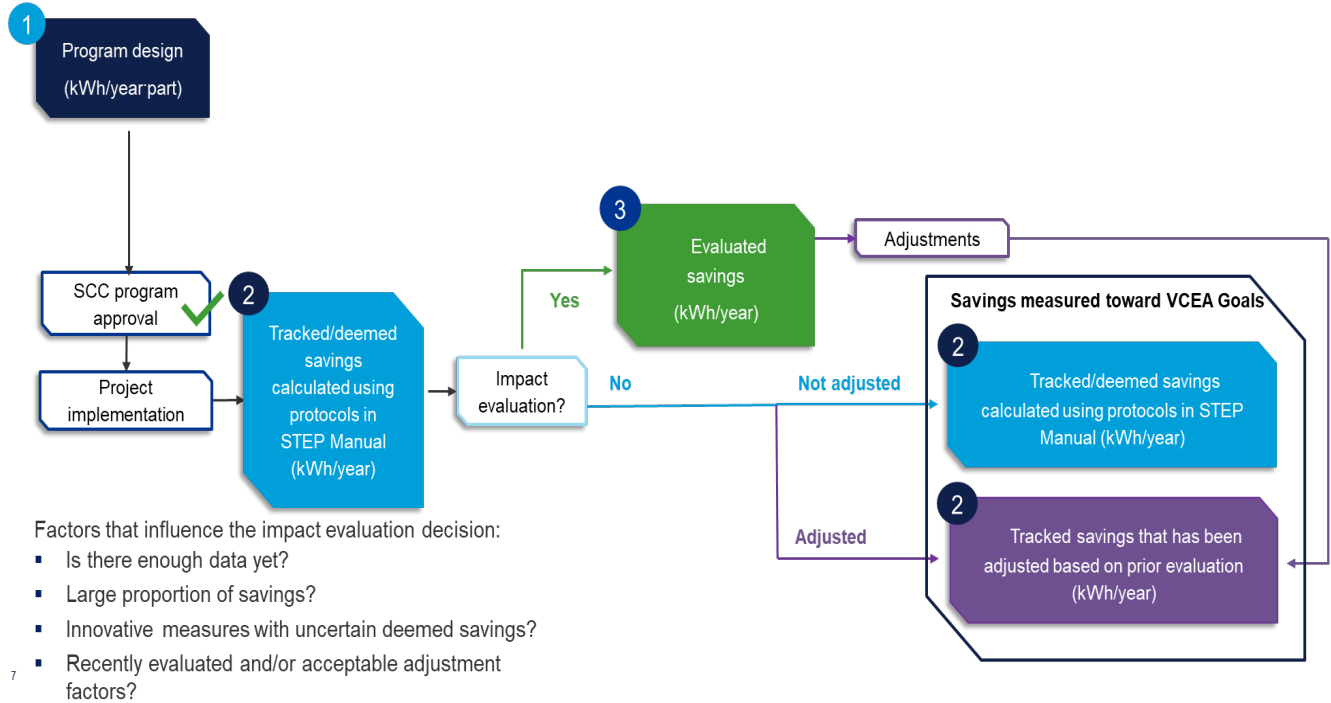 1
Program design
(kWh/year·part)
SCC program
approval
Project
implementation
2
Tracked/deemed
savings
calculated using
protocols in
STEP Manual
(kWh/year)
Impact
evaluation?
Yes
No
3
Evaluated
savings
(kWh/year)
Adjustments
Not adjusted
Adjusted
Savings measured toward VCEA Goals
2
Tracked/deemed savings
calculated using protocols in STEP
Manual (kWh/year)
2
Tracked savings that has been
adjusted based on prior evaluation
(kWh/year)
Factors that influence the impact evaluation decision:
▪ Is there enough data yet?
▪ Large proportion of savings?
▪ Innovative measures with uncertain deemed savings?
▪ Recently evaluated and/or acceptable adjustment
factors?
7